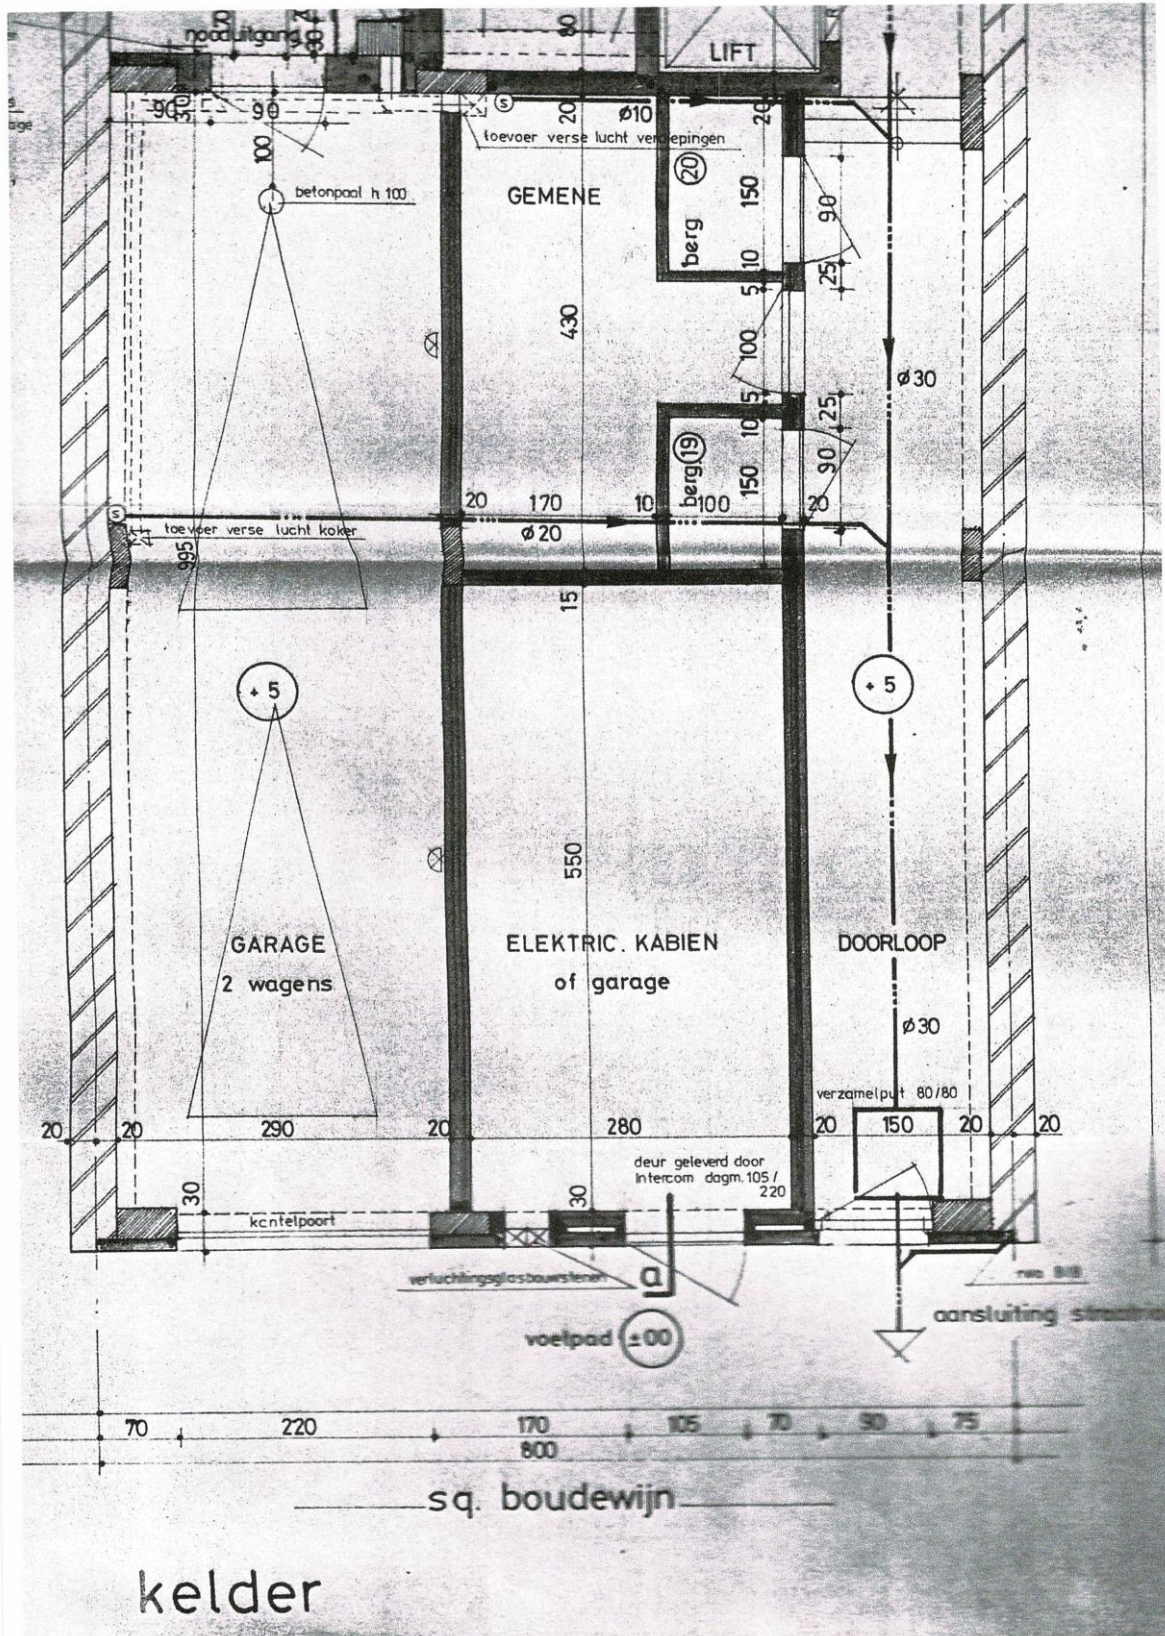 nooduitgang
30
80
LIFT
90
30
90
100
S
20
Ø10
20
toevoer verse lucht verdiepingen
betonpaal h 100
GEMENE
berg 20
150
90
10
25
5
430
100
Ø30
5
25
10
berg 19
150
90
S
20
170
10
100
20
toevoer verse lucht koker
Ø20
995
15
+5
+5
550
GARAGE
2 wagens
ELEKTRIC. KABIEN
of garage
DOORLOOP
Ø30
verzamelput 80/80
20
20
290
20
280
20
150
20
20
deur geleverd door
Intercom dagm. 105/
220
30
30
kantelpoort
verluchtingsglasbouwstenen
a
voetpad ±00
aansluiting
70
220
170
105
70
90
75
800
sq. boudewijn
kelder